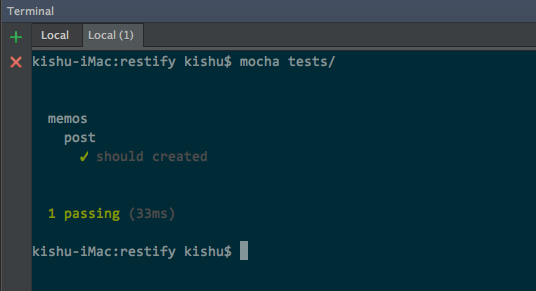 Terminal
Local Local (1)
kishu-iMac:restify kishu$ mocha tests/
memos
post
✓ should created
1 passing (33ms)
kishu-iMac:restify kishu$